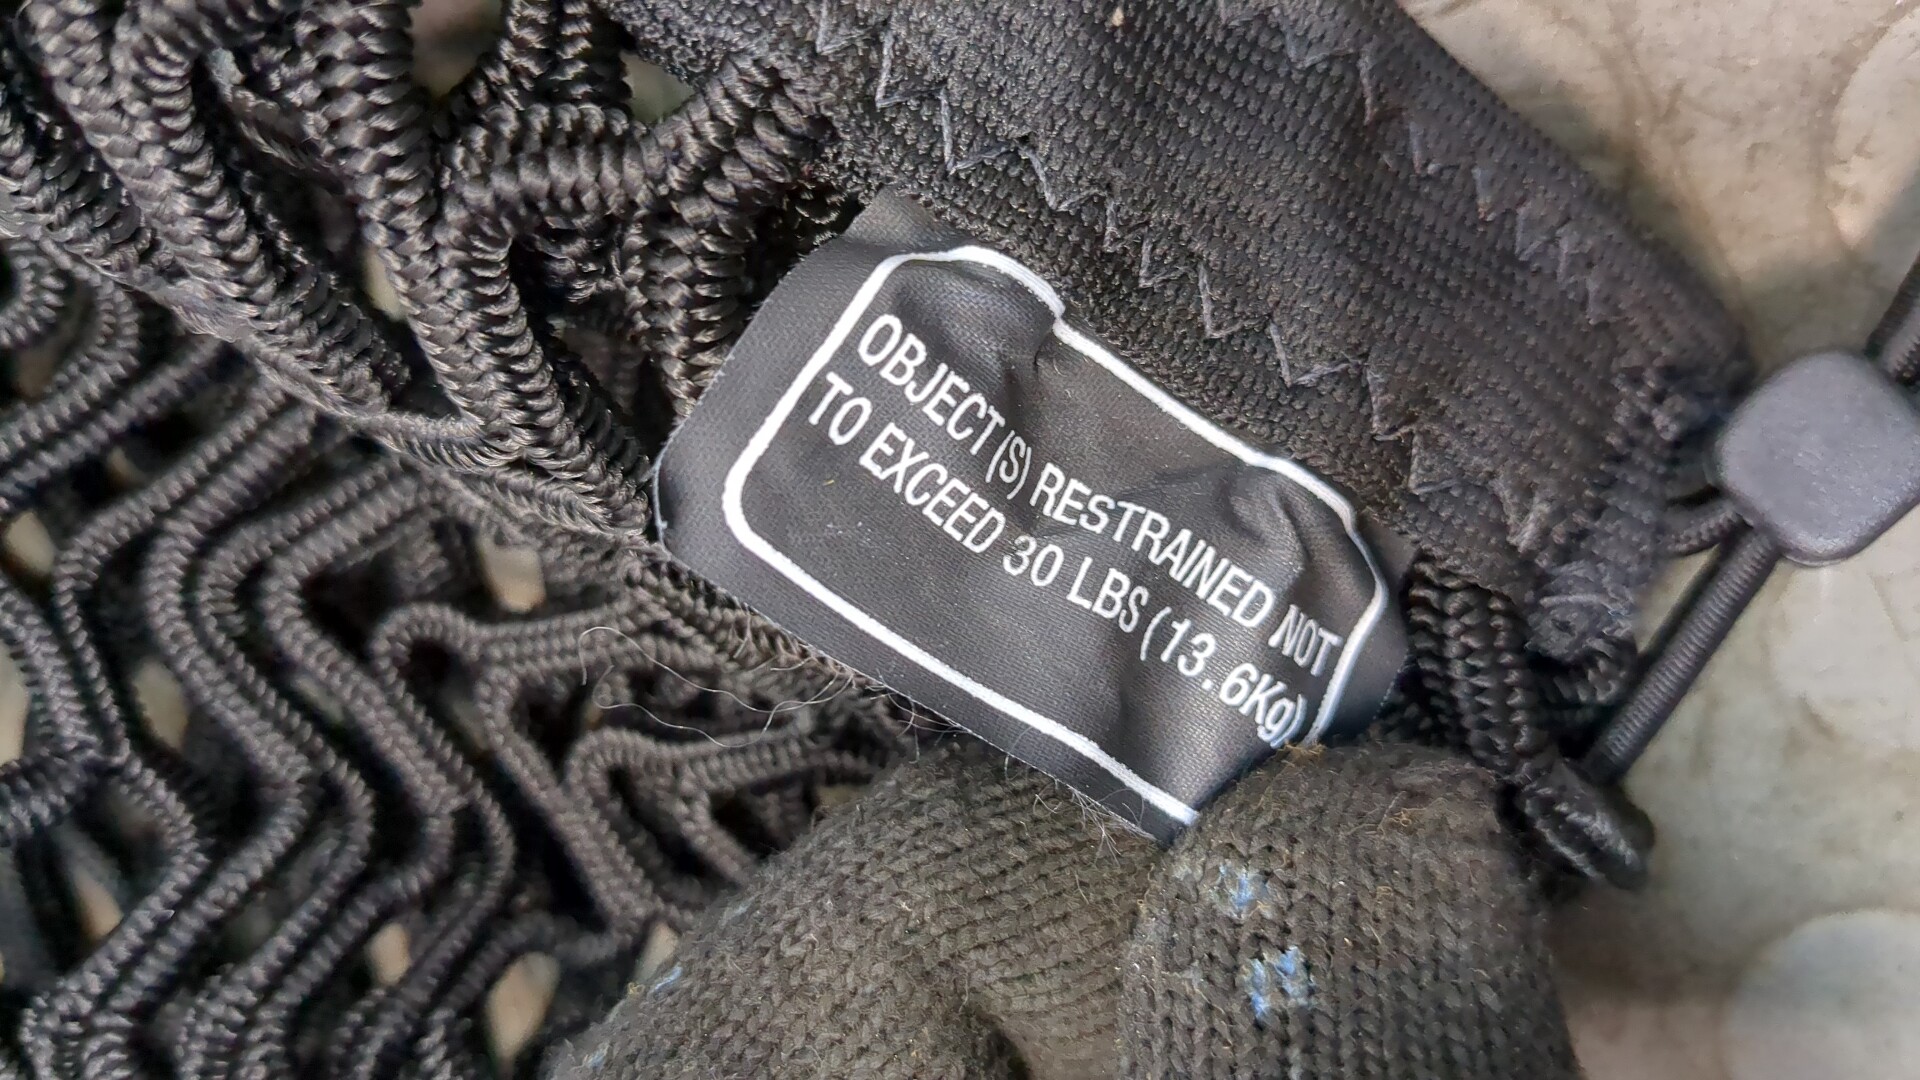 OBJECT(S) RESTRAINED NOT
TO EXCEED 30 LBS (13.6Kg)